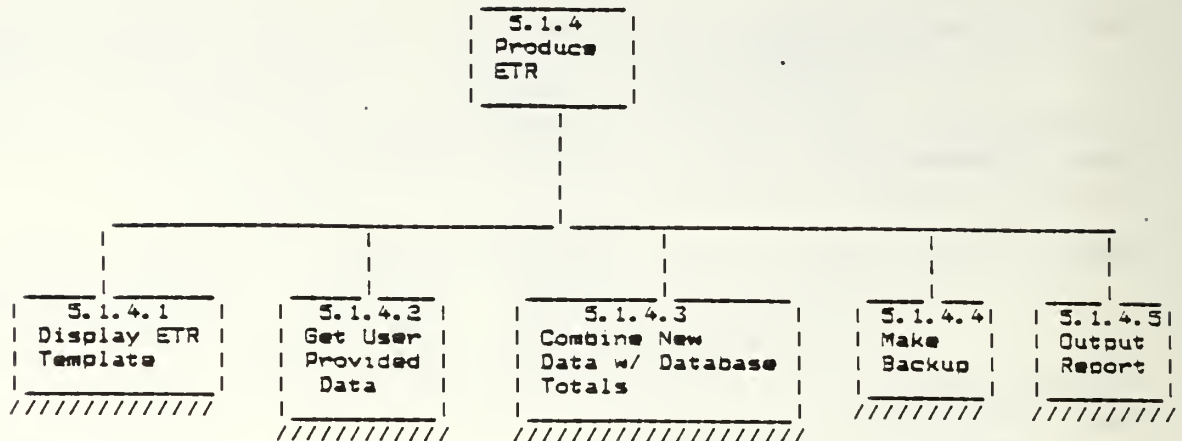 5.1.4
Produce
ETR
5.1.4.1
Display ETR
Template
5.1.4.2
Get User
Provided
Data
5.1.4.3
Combine New
Data w/ Database
Totals
5.1.4.4
Make
Backup
5.1.4.5
Output
Report